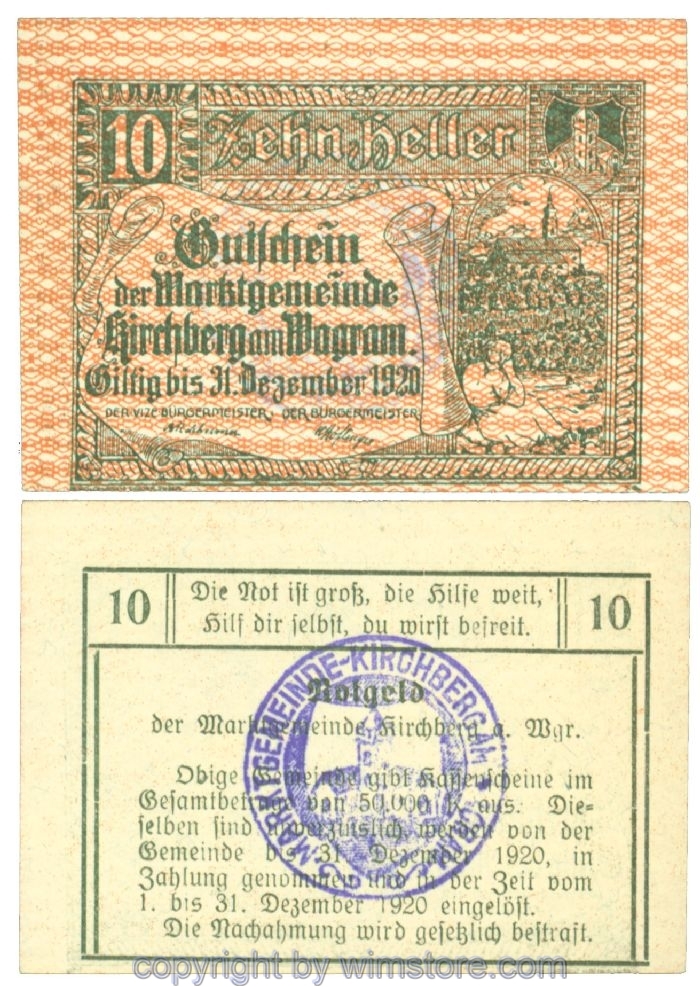 10
Zehn Heller
Gutschein
der Marktgemeinde
Kirchberg am Wagram.
Giltig bis 31. Dezember 1920
DER VIZE BÜRGERMEISTER: DER BÜRGERMEISTER:
10
Die Not ist groß, die Hilfe weit,
Hilf dir selbst, du wirst befreit.
10
Notgeld
der Marktgemeinde Kirchberg a. Wgr.
Obige Gemeinde gibt Kassenscheine im
Gesamtbetrage von 50.000 K aus. Die-
selben sind unverzinslich, werden von der
Gemeinde bis 31. Dezember 1920, in
Zahlung genommen und in der Zeit vom
1. bis 31. Dezember 1920 eingelöst.
Die Nachahmung wird gesetzlich bestraft.
MARKTGEMEINDE-KIRCHBERG AM
copyright by wimstore.com